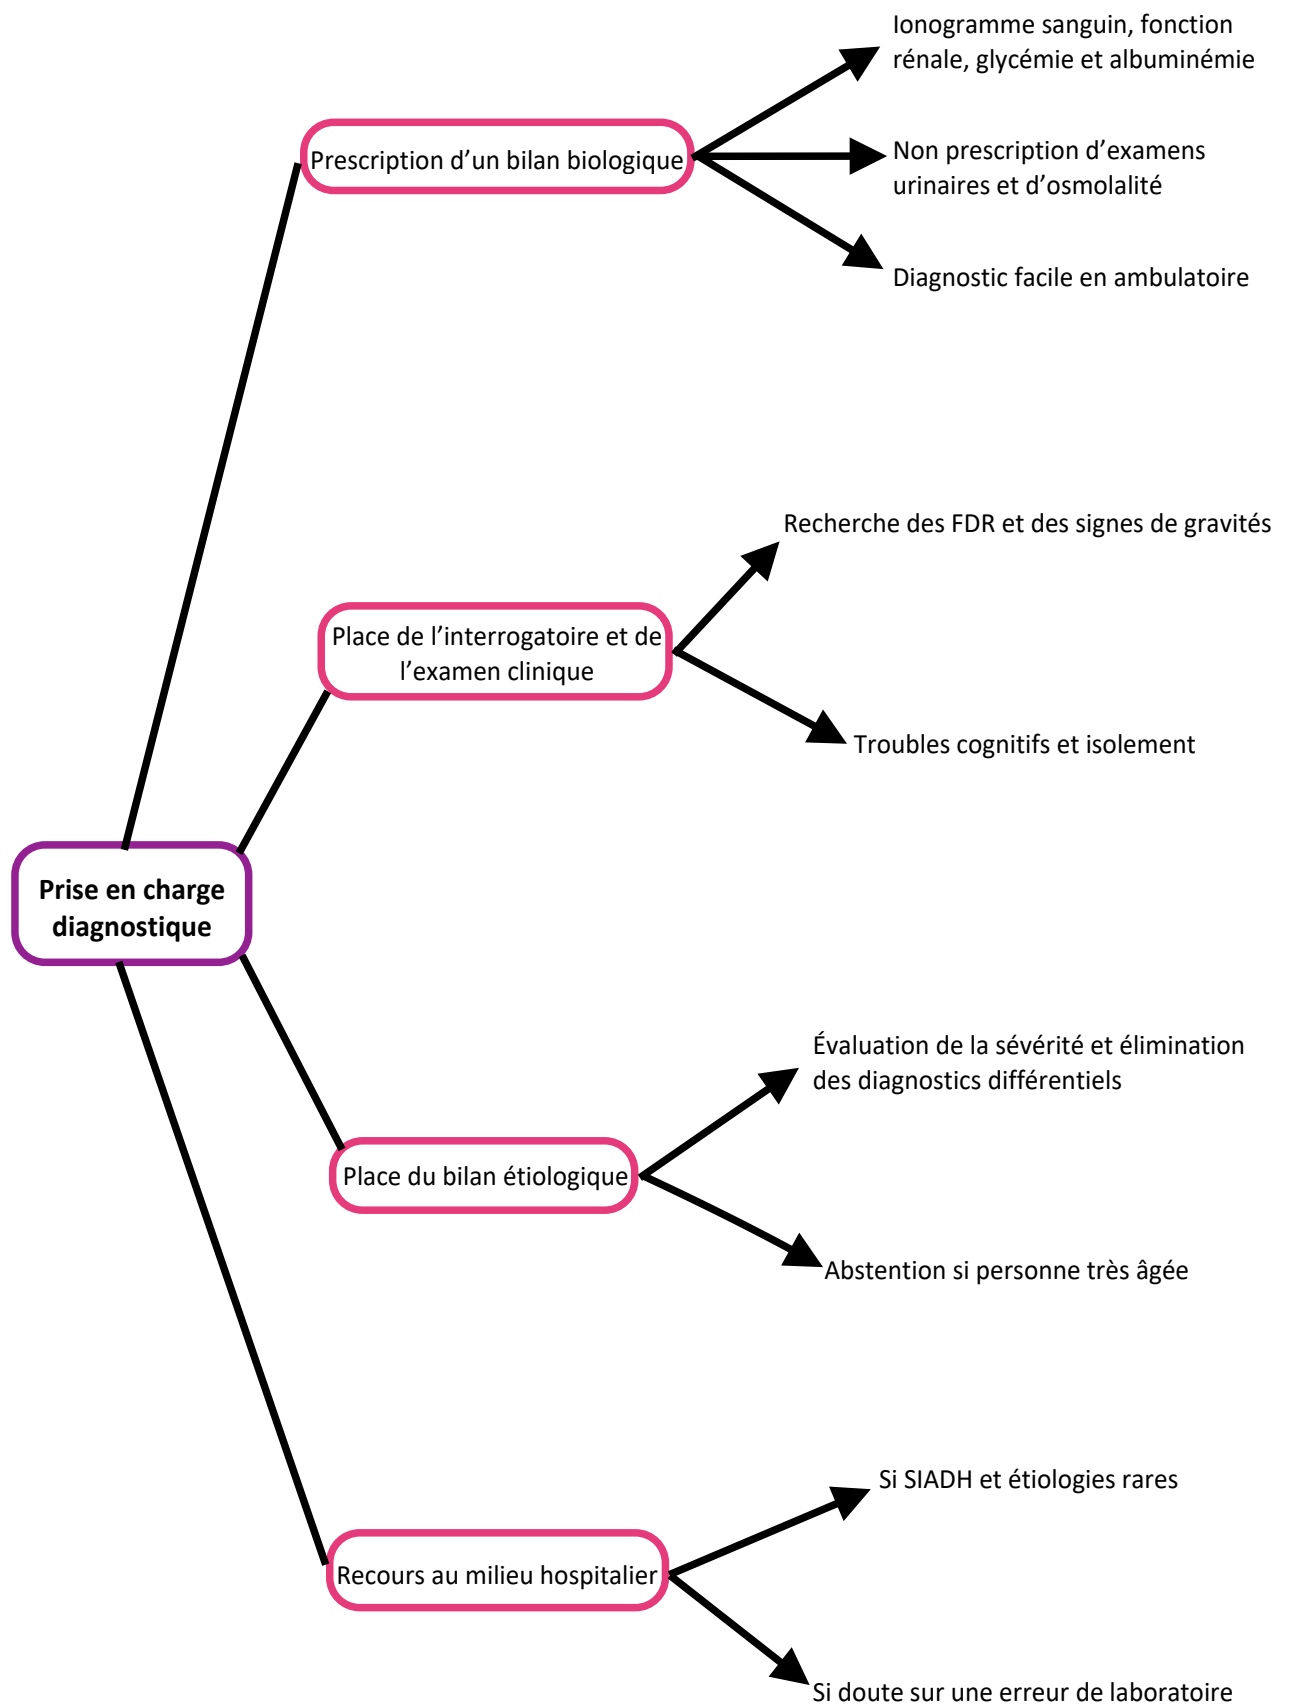 Ionogramme sanguin, fonction
rénale, glycémie et albuminémie
Prescription d’un bilan biologique
Non prescription d’examens
urinaires et d’osmolalité
Diagnostic facile en ambulatoire
Recherche des FDR et des signes de gravités
Place de l’interrogatoire et de
l’examen clinique
Troubles cognitifs et isolement
Prise en charge
diagnostique
Évaluation de la sévérité et élimination
des diagnostics différentiels
Place du bilan étiologique
Abstention si personne très âgée
Si SIADH et étiologies rares
Recours au milieu hospitalier
Si doute sur une erreur de laboratoire